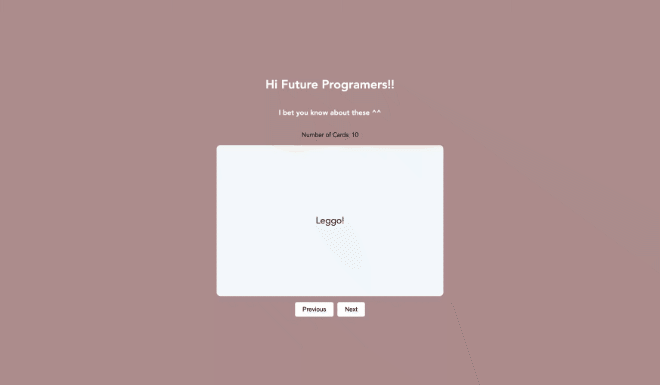 Hi Future Programers!!
I bet you know about these ^^
Number of Cards: 10
Leggo!
Previous
Next